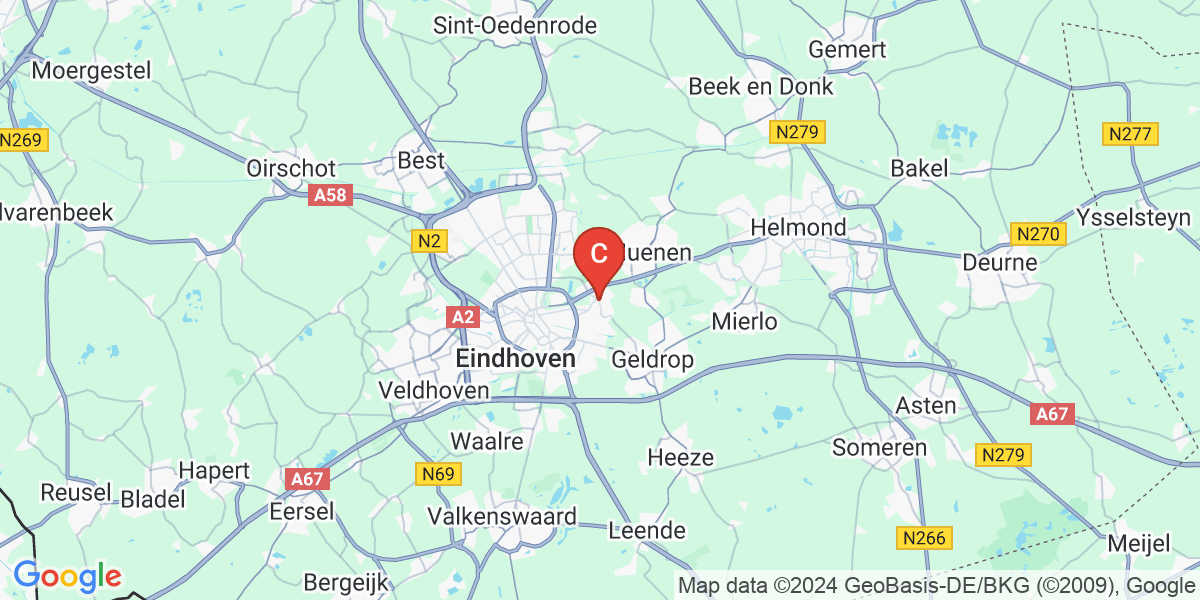 Sint-Oedenrode
Gemert
Moergestel
Beek en Donk
N279
N277
N269
Best
Oirschot
Bakel
A58
lvarenbeek
Ysselsteyn
Helmond
N270
N2
C
uenen
Deurne
A2
Mierlo
Eindhoven
Geldrop
Veldhoven
Asten
A67
Waalre
Someren
Heeze
N279
Hapert
N69
A67
Reusel
Bladel
Eersel
Valkenswaard
Leende
N266
Meijel
Google
Bergeijk
Map data ©2024 GeoBasis-DE/BKG (©2009), Google